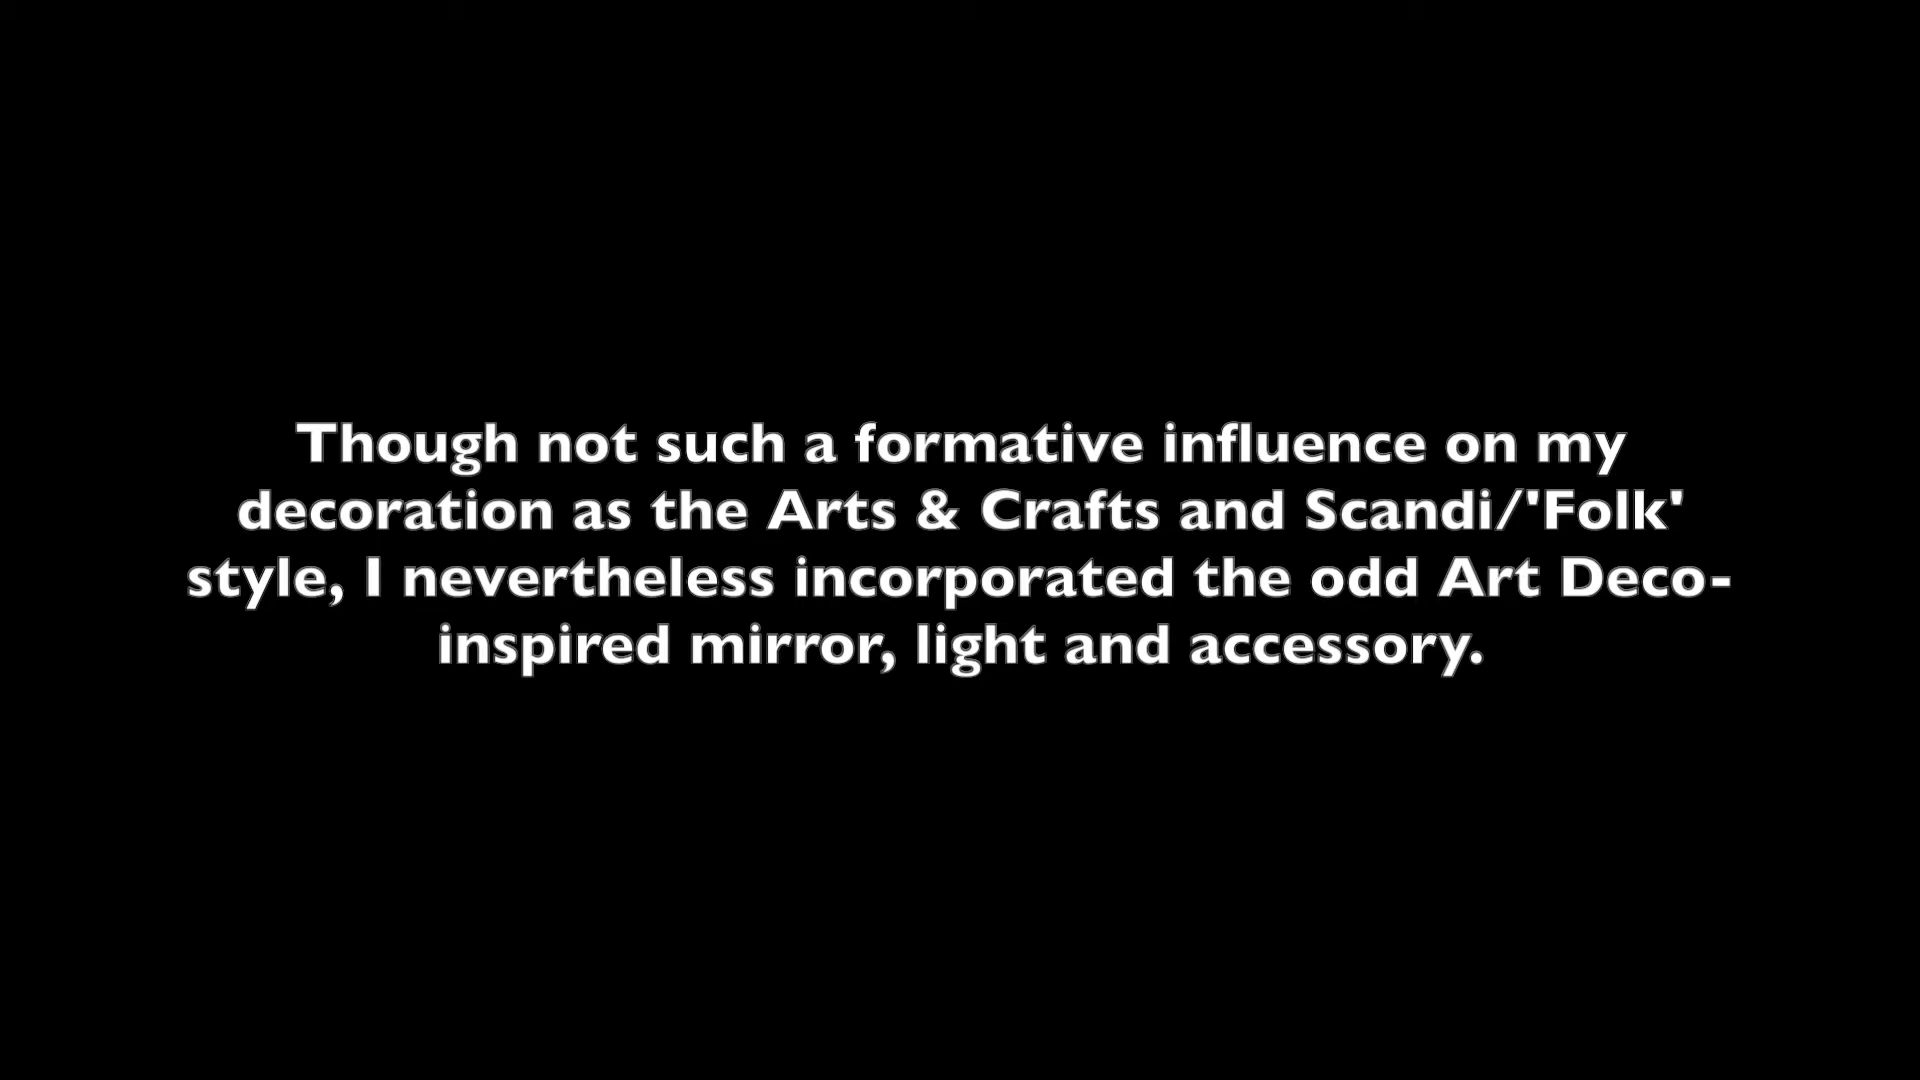 Though not such a formative influence on my
decoration as the Arts & Crafts and Scandi/'Folk'
style, I nevertheless incorporated the odd Art Deco-
inspired mirror, light and accessory.